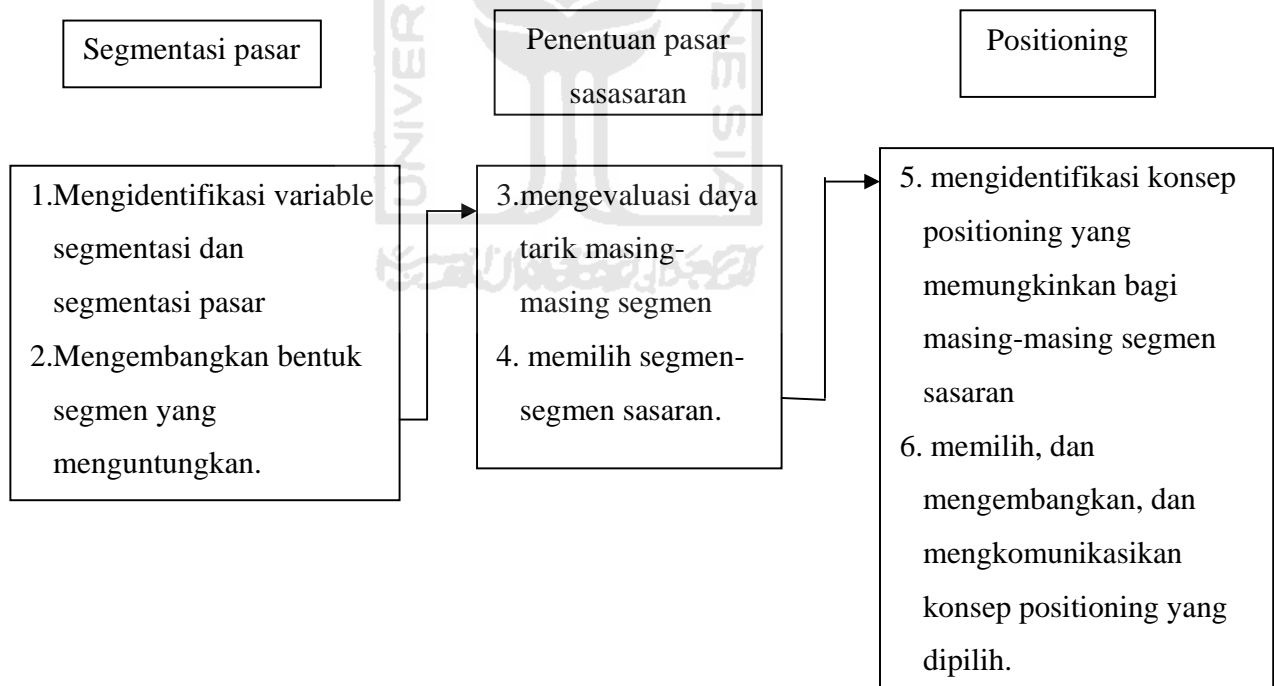 Segmentasi pasar
Penentuan pasar
sasasaran
Positioning
1.Mengidentifikasi variable
segmentasi dan
segmentasi pasar
2.Mengembangkan bentuk
segmen yang
menguntungkan.
3.mengevaluasi daya
tarik masing-
masing segmen
4. memilih segmen-
segmen sasaran.
5. mengidentifikasi konsep
positioning yang
memungkinkan bagi
masing-masing segmen
sasaran
6. memilih, dan
mengembangkan, dan
mengkomunikasikan
konsep positioning yang
dipilih.
UNIVER
NESIA